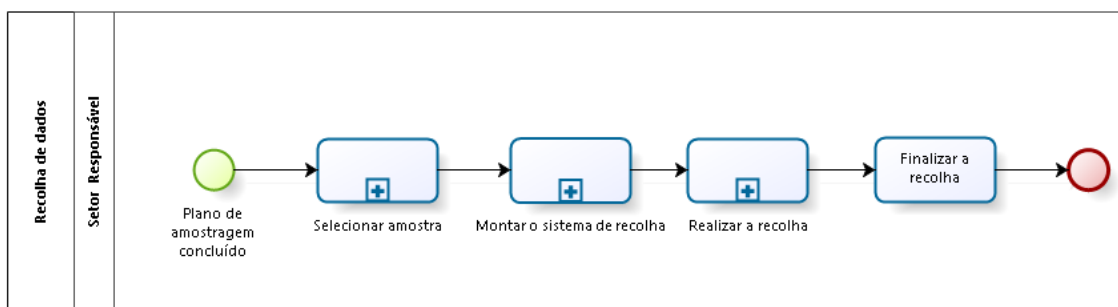 Recolha de dados
Setor Responsável
Plano de
amostragem
concluído
Selecionar amostra
Montar o sistema de recolha
Realizar a recolha
Finalizar a
recolha